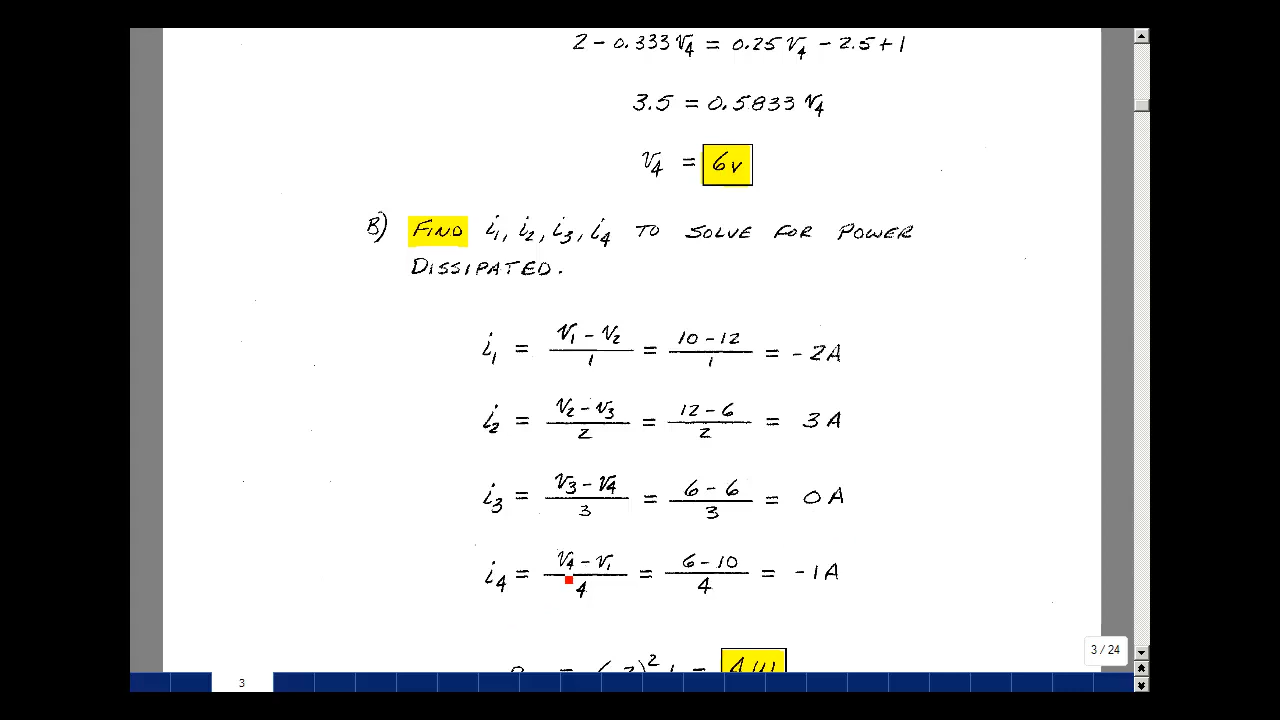 2 - 0.333 V4 = 0.25 V4 - 2.5 + 1
3.5 = 0.5833 V4
V4 = 6V
B) FIND i1, i2, i3, i4 TO SOLVE FOR POWER
DISSIPATED.
i1 = (V1 - V2)/1 = (10 - 12)/1 = -2A
i2 = (V2 - V3)/2 = (12 - 6)/2 = 3A
i3 = (V3 - V4)/3 = (6 - 6)/3 = 0A
i4 = (V4 - V1)/4 = (6 - 10)/4 = -1A
3 / 24
3